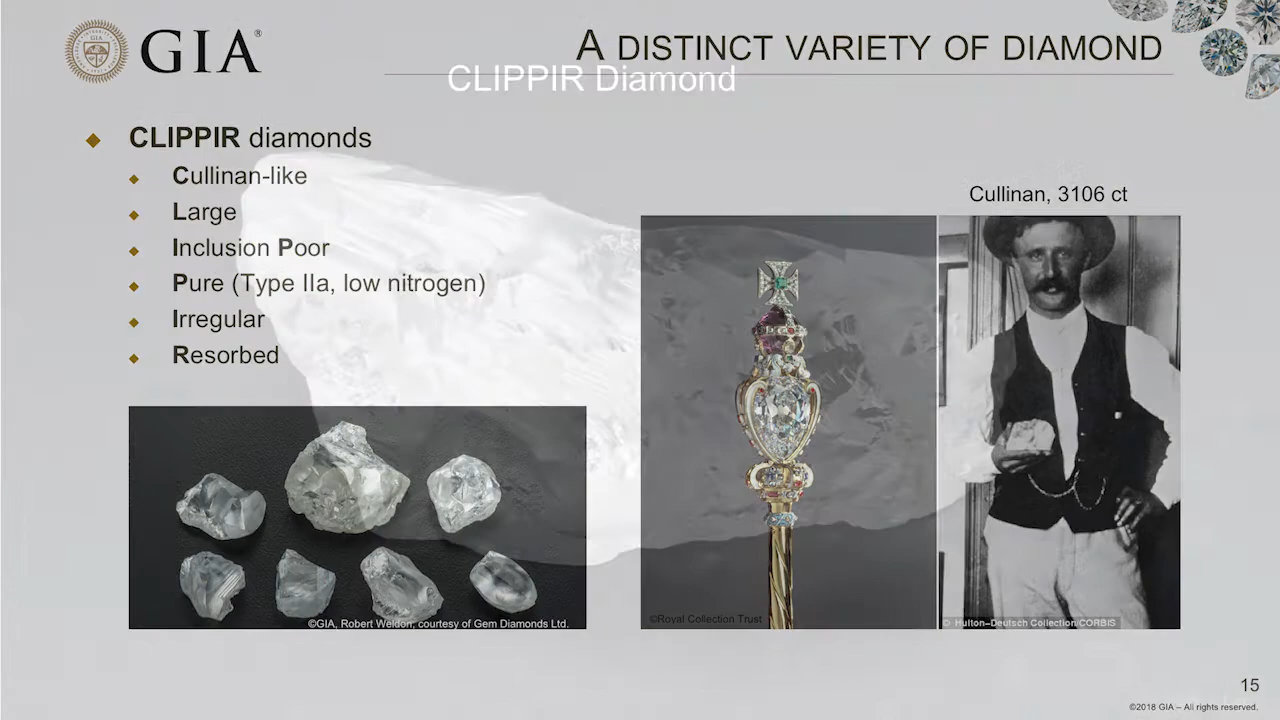 GIA®
A DISTINCT VARIETY OF DIAMOND
CLIPPIR Diamond
CLIPPIR diamonds
Cullinan-like
Large
Inclusion Poor
Pure (Type IIa, low nitrogen)
Irregular
Resorbed
Cullinan, 3106 ct
©GIA, Robert Weldon, courtesy of Gem Diamonds Ltd.
©Royal Collection Trust
© Hulton–Deutsch Collection/CORBIS
15
©2018 GIA – All rights reserved.